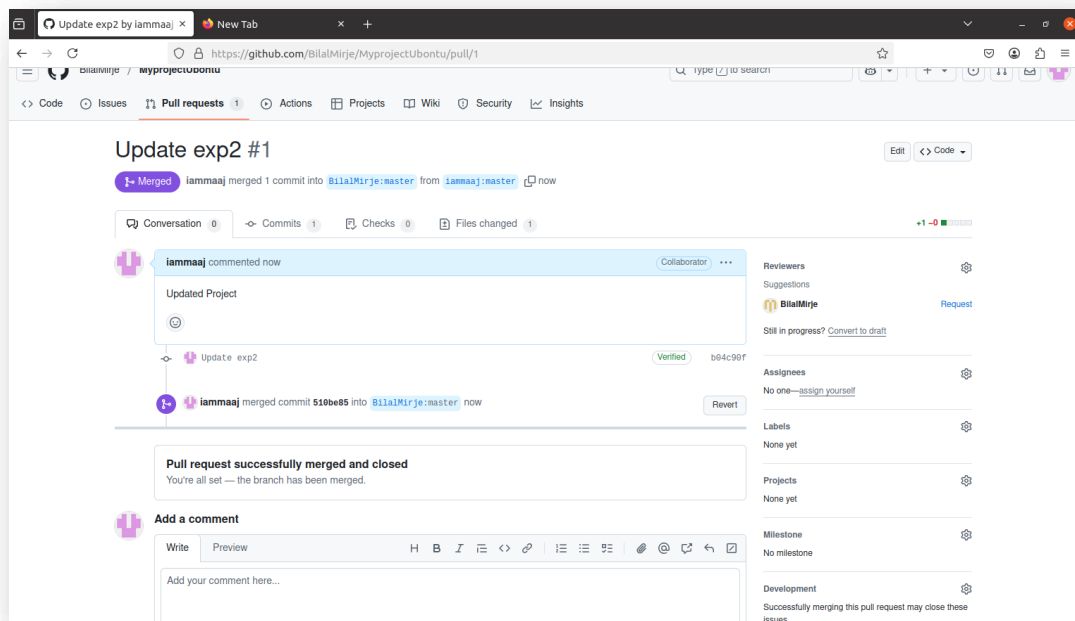 Update exp2 by iammaaj
New Tab
https://github.com/BilalMirje/MyprojectUbontu/pull/1
BilalMirje / MyprojectUbontu
Type / to search
Code Issues Pull requests 1 Actions Projects Wiki Security Insights
Update exp2 #1
Edit Code
Merged iammaaj merged 1 commit into BilalMirje:master from iammaaj:master now
Conversation 0 Commits 1 Checks 0 Files changed 1
+1 −0
iammaaj commented now
Collaborator
Updated Project
Update exp2
Verified b04c90f
iammaaj merged commit 510be85 into BilalMirje:master now
Revert
Pull request successfully merged and closed
You're all set — the branch has been merged.
Add a comment
Write Preview
Add your comment here...
Reviewers
Suggestions
BilalMirje Request
Still in progress? Convert to draft
Assignees
No one—assign yourself
Labels
None yet
Projects
None yet
Milestone
No milestone
Development
Successfully merging this pull request may close these
issues.